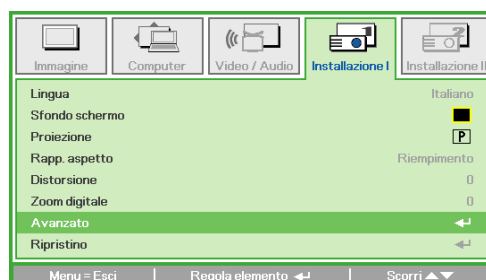 Immagine Computer Video / Audio Installazione I Installazione II
Lingua Italiano
Sfondo schermo
Proiezione P
Rapp. aspetto Riempimento
Distorsione 0
Zoom digitale 0
Avanzato
Ripristino
Menu = Esci | Regola elemento | Scorri ▲▼